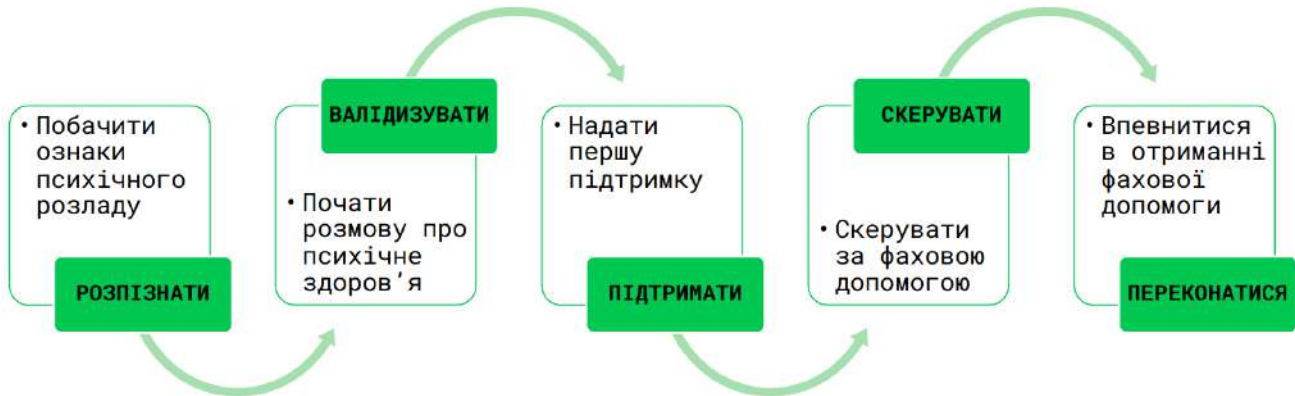 • Побачити
ознаки
психічного
розладу
РОЗПІЗНАТИ
ВАЛІДИЗУВАТИ
• Почати
розмову про
психічне
здоров'я
• Надати
першу
підтримку
ПІДТРИМАТИ
СКЕРУВАТИ
• Скерувати
за фаховою
допомогою
• Впевнитися
в отриманні
фахової
допомоги
ПЕРЕКОНАТИСЯ